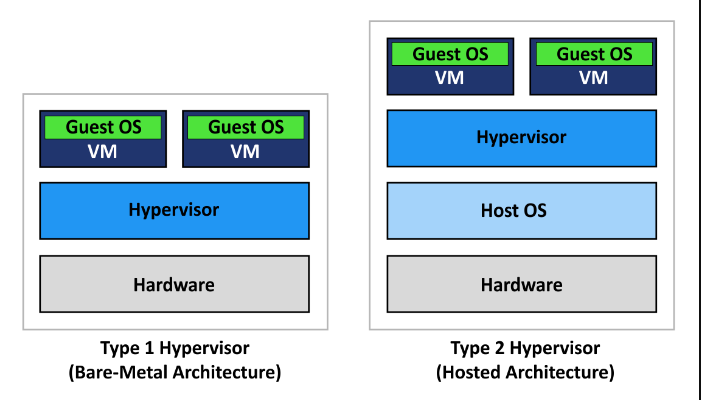 Guest OS
VM
Guest OS
VM
Hypervisor
Hardware
Type 1 Hypervisor
(Bare-Metal Architecture)
Guest OS
VM
Guest OS
VM
Hypervisor
Host OS
Hardware
Type 2 Hypervisor
(Hosted Architecture)